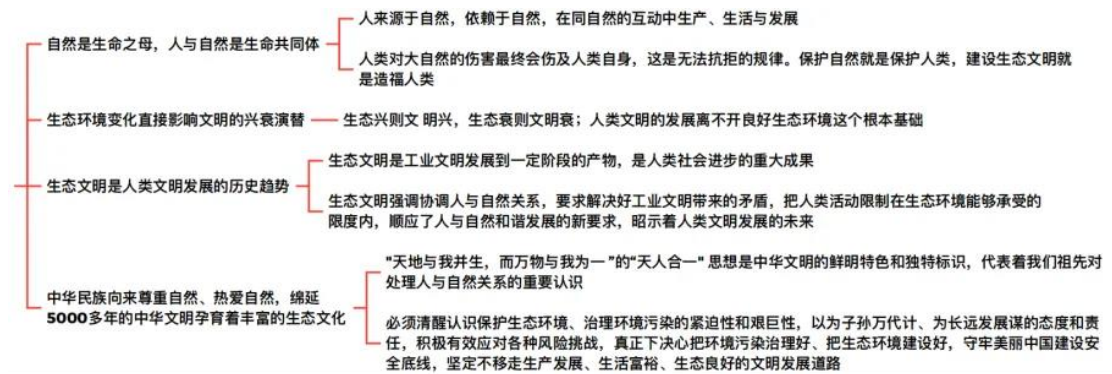 自然是生命之母，人与自然是生命共同体
人来源于自然，依赖于自然，在同自然的互动中生产、生活与发展
人类对大自然的伤害最终会伤及人类自身，这是无法抗拒的规律。保护自然就是保护人类，建设生态文明就
是造福人类
生态环境变化直接影响文明的兴衰演替
生态兴则文 明兴，生态衰则文明衰；人类文明的发展离不开良好生态环境这个根本基础
生态文明是人类文明发展的历史趋势
生态文明是工业文明发展到一定阶段的产物，是人类社会进步的重大成果
生态文明强调协调人与自然关系，要求解决好工业文明带来的矛盾，把人类活动限制在生态环境能够承受的
限度内，顺应了人与自然和谐发展的新要求，昭示着人类文明发展的未来
中华民族向来尊重自然、热爱自然，绵延
5000多年的中华文明孕育着丰富的生态文化
"天地与我并生，而万物与我为一 ”的“天人合一" 思想是中华文明的鲜明特色和独特标识，代表着我们祖先对
处理人与自然关系的重要认识
必须清醒认识保护生态环境、治理环境污染的紧迫性和艰巨性，以为子孙万代计、为长远发展谋的态度和责
任，积极有效应对各种风险挑战，真正下决心把环境污染治理好、把生态环境建设好，守牢美丽中国建设安
全底线，坚定不移走生产发展、生活富裕、生态良好的文明发展道路